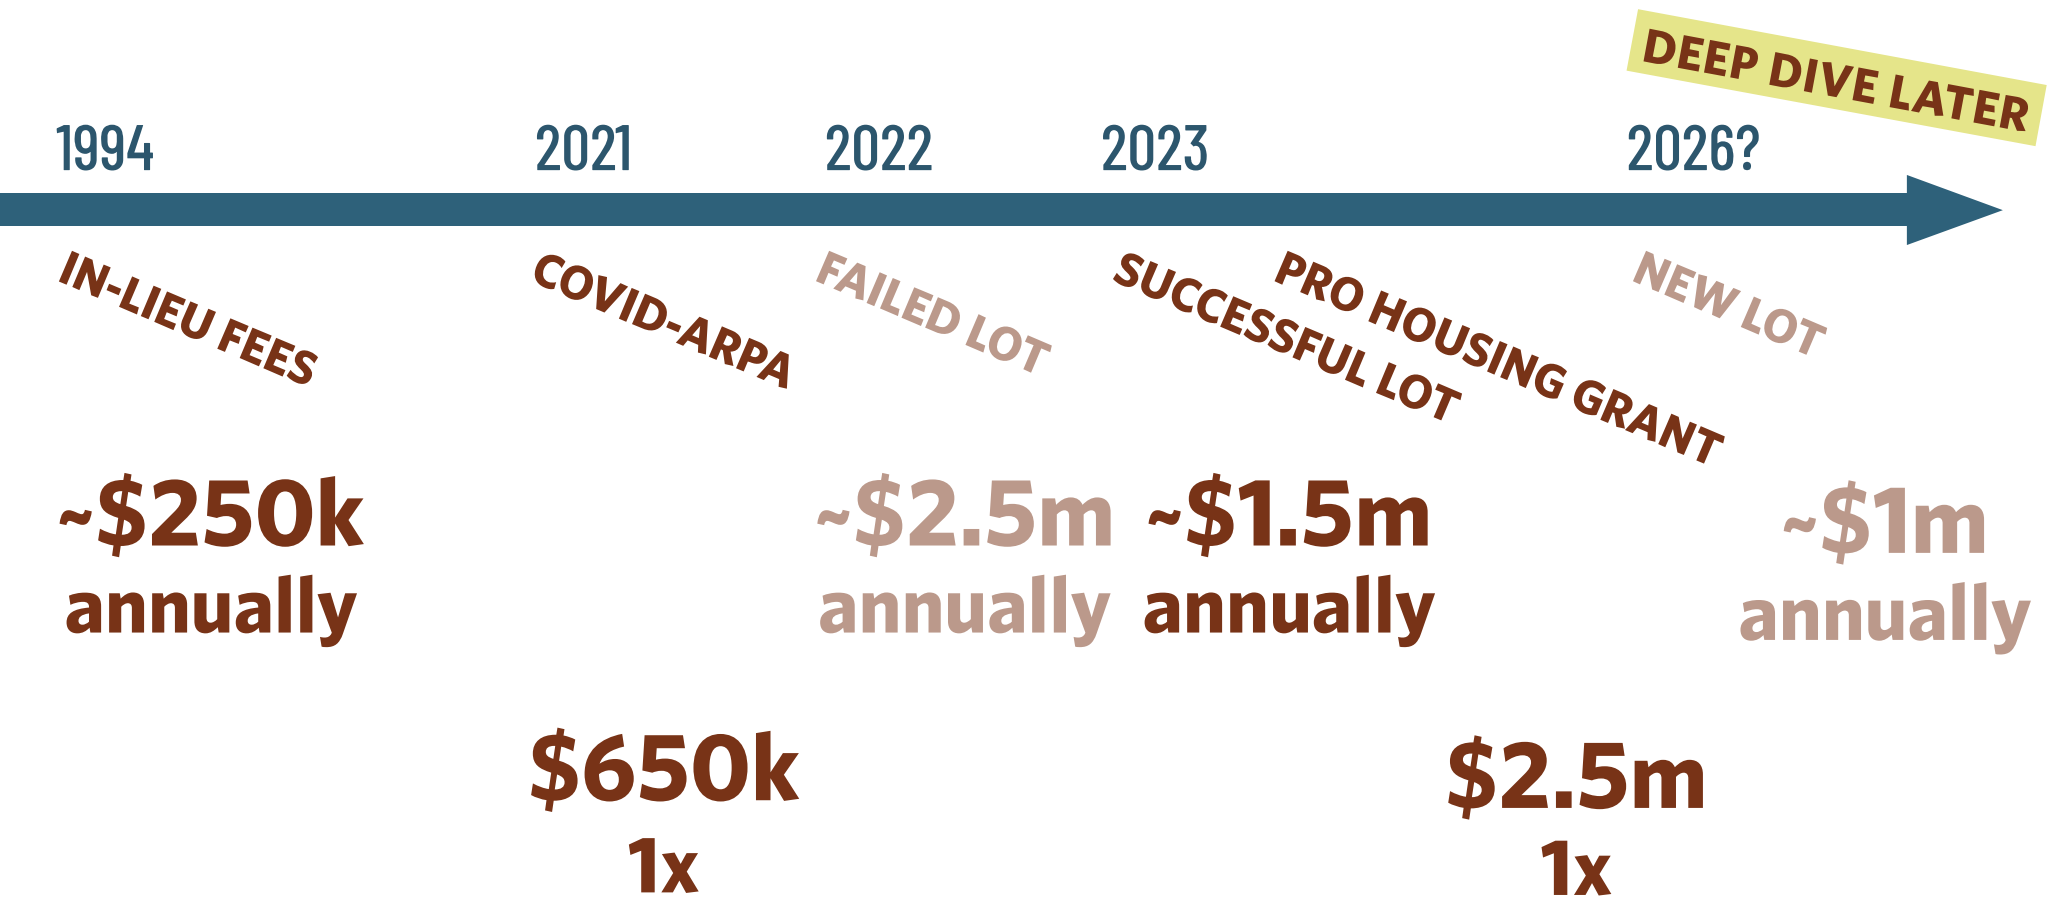 DEEP DIVE LATER
1994
2021
2022
2023
2026?
IN-LIEU FEES
COVID-ARPA
FAILED LOT
SUCCESSFUL LOT
PRO HOUSING GRANT
NEW LOT
~$250k
annually
~$2.5m
annually
~$1.5m
annually
~$1m
annually
$650k
1x
$2.5m
1x